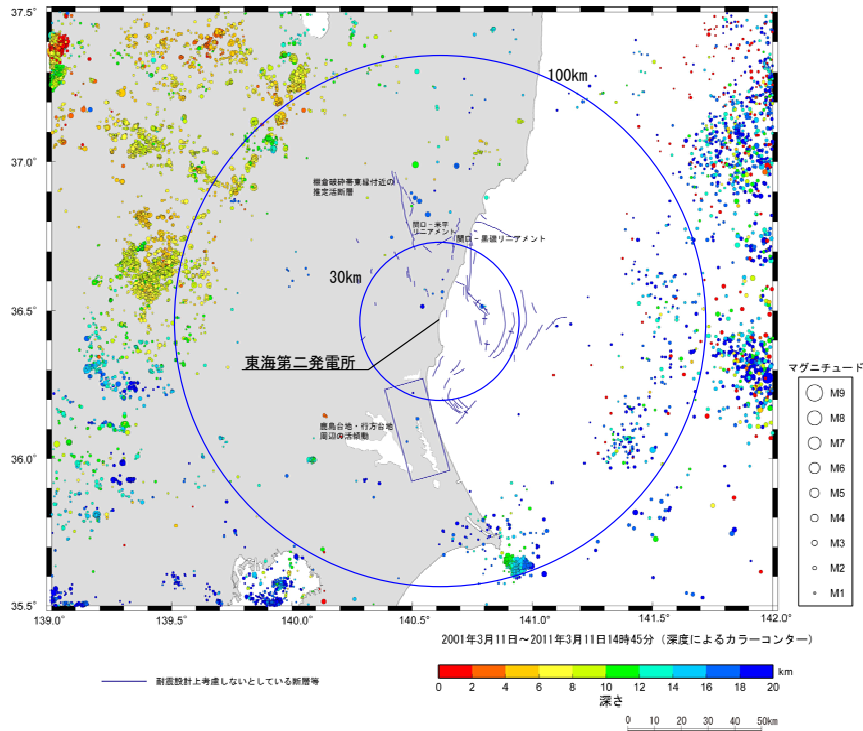 37.5°
37.0°
36.5°
36.0°
35.5°
139.0°
139.5°
140.0°
140.5°
141.0°
141.5°
142.0°
100km
棚倉破砕帯東縁付近の
推定活断層
関口－米平
リニアメント
関口－黒磯リニアメント
30km
東海第二発電所
鹿島台地・行方台地
周辺の活傾動
マグニチュード
M9
M8
M7
M6
M5
M4
M3
M2
M1
2001年3月11日～2011年3月11日14時45分（深度によるカラーコンター）
耐震設計上考慮しないとしている断層等
km
0 2 4 6 8 10 12 14 16 18 20
深さ
0 10 20 30 40 50km